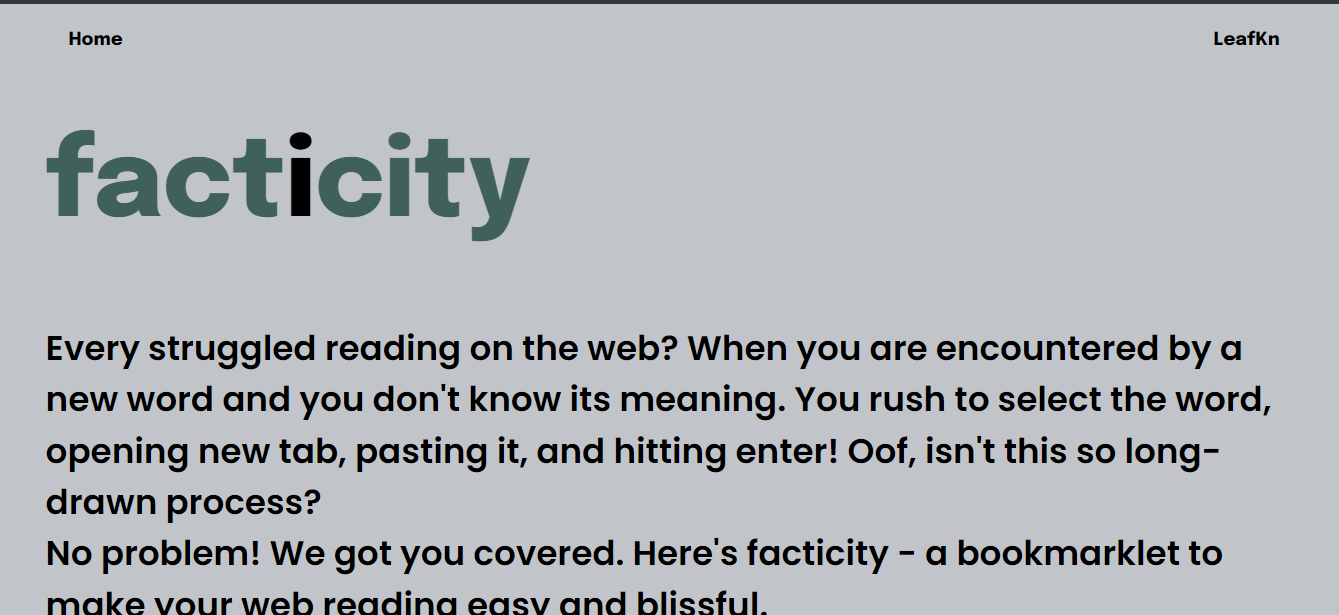 Home
LeafKn
facticity
Every struggled reading on the web? When you are encountered by a
new word and you don't know its meaning. You rush to select the word,
opening new tab, pasting it, and hitting enter! Oof, isn't this so long-
drawn process?
No problem! We got you covered. Here's facticity - a bookmarklet to
make your web reading easy and blissful.